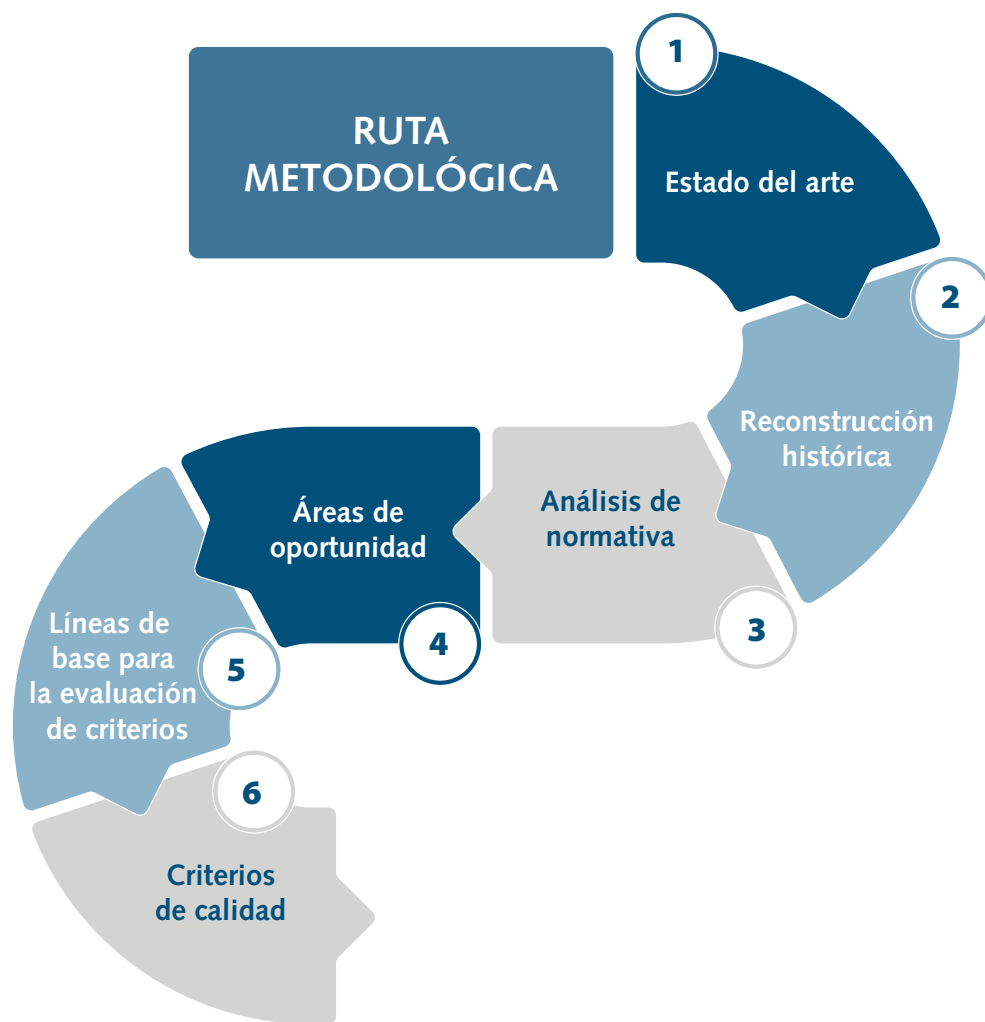 RUTA
METODOLÓGICA
1
Estado del arte
2
Reconstrucción
histórica
3
Análisis de
normativa
4
Áreas de
oportunidad
5
Líneas de
base para
la evaluación
de criterios
6
Criterios
de calidad